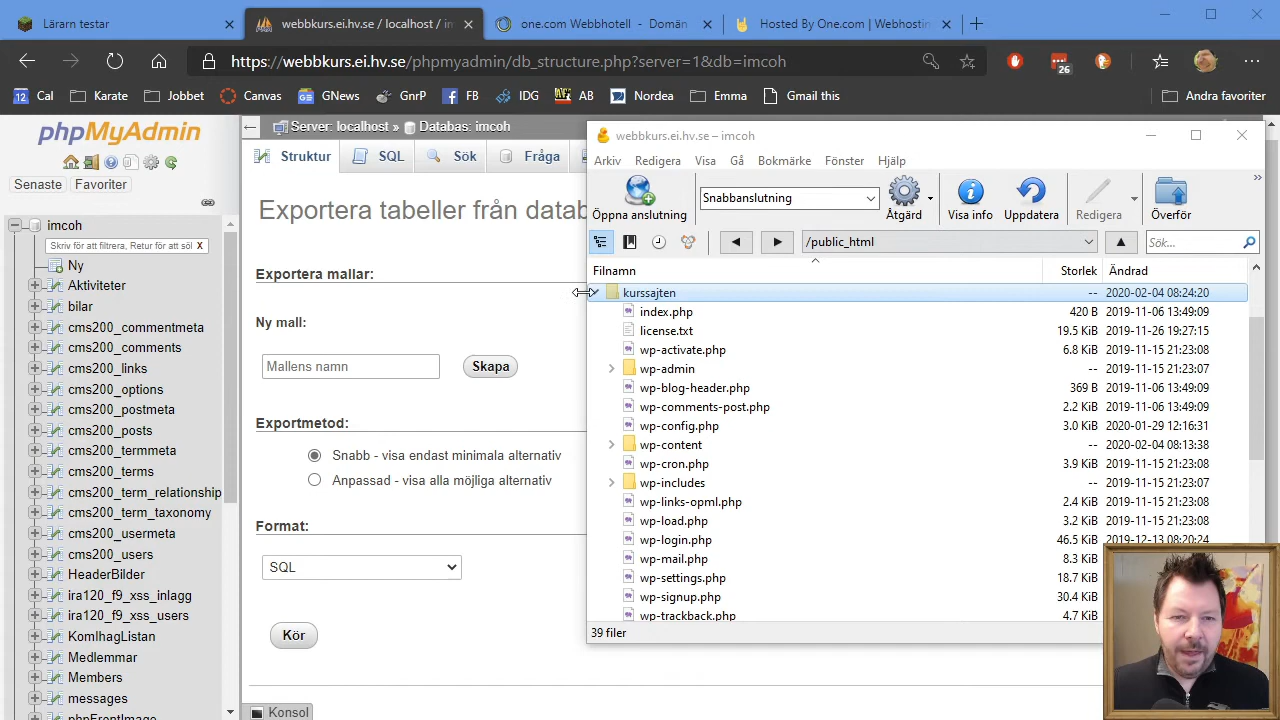 Lärarn testar
webbkurs.ei.hv.se / localhost / in
one.com Webbhotell - Domän
Hosted By One.com | Webhostin
https://webbkurs.ei.hv.se/phpmyadmin/db_structure.php?server=1&db=imcoh
26
12 Cal
Karate
Jobbet
Canvas
GNews
GnrP
FB
IDG
AB
Nordea
Emma
Gmail this
Andra favoriter
phpMyAdmin
Senaste
Favoriter
imcoh
Skriv för att filtrera, Retur för att söl X
Ny
Aktiviteter
bilar
cms200_commentmeta
cms200_comments
cms200_links
cms200_options
cms200_postmeta
cms200_posts
cms200_termmeta
cms200_terms
cms200_term_relationship
cms200_term_taxonomy
cms200_usermeta
cms200_users
HeaderBilder
ira120_f9_xss_inlagg
ira120_f9_xss_users
KomIhagListan
Medlemmar
Members
messages
phpFrontImage
Server: localhost » Databas: imcoh
Struktur
SQL
Sök
Fråga
Exportera tabeller från datab
Exportera mallar:
Ny mall:
Mallens namn
Skapa
Exportmetod:
Snabb - visa endast minimala alternativ
Anpassad - visa alla möjliga alternativ
Format:
SQL
Kör
Konsol
webbkurs.ei.hv.se – imcoh
Arkiv Redigera Visa Gå Bokmärke Fönster Hjälp
Öppna anslutning
Snabbanslutning
Åtgärd
Visa info
Uppdatera
Redigera
Överför
/public_html
Sök...
Filnamn Storlek Ändrad
kurssajten -- 2020-02-04 08:24:20
index.php 420 B 2019-11-06 13:49:09
license.txt 19.5 KiB 2019-11-26 19:27:15
wp-activate.php 6.8 KiB 2019-11-15 21:23:08
wp-admin -- 2019-11-15 21:23:07
wp-blog-header.php 369 B 2019-11-06 13:49:09
wp-comments-post.php 2.2 KiB 2019-11-06 13:49:09
wp-config.php 3.0 KiB 2020-01-29 12:16:31
wp-content -- 2020-02-04 08:13:38
wp-cron.php 3.9 KiB 2019-11-15 21:23:08
wp-includes -- 2019-11-15 21:23:07
wp-links-opml.php 2.4 KiB 2019-11-15 21:23:08
wp-load.php 3.2 KiB 2019-11-15 21:23:08
wp-login.php 46.5 KiB 2019-12-13 08:20:24
wp-mail.php 8.3 KiB
wp-settings.php 18.7 KiB
wp-signup.php 30.4 KiB
wp-trackback.php 4.7 KiB
39 filer